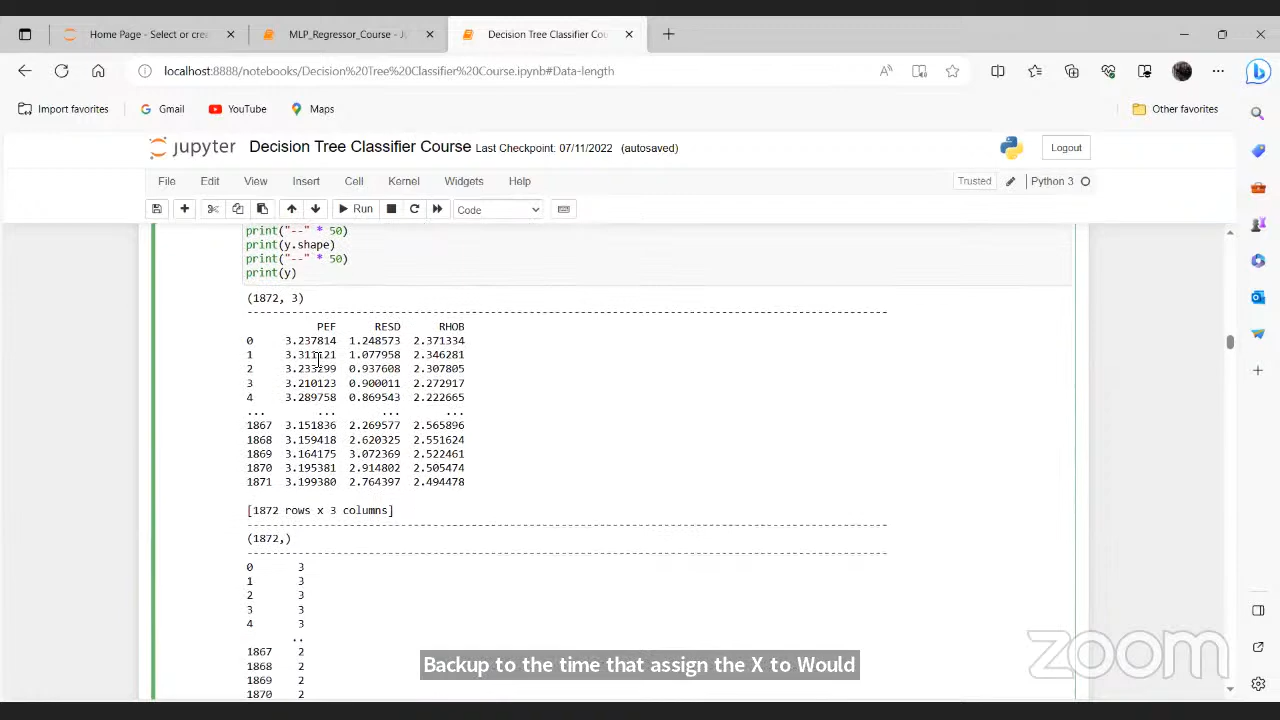 Home Page - Select or crea
MLP_Regressor_Course - Ju
Decision Tree Classifier Cou
localhost:8888/notebooks/Decision%20Tree%20Classifier%20Course.ipynb#Data-length
Import favorites
Gmail
YouTube
Maps
Other favorites
jupyter Decision Tree Classifier Course Last Checkpoint: 07/11/2022 (autosaved)
Logout
File Edit View Insert Cell Kernel Widgets Help
Trusted
Python 3
Run
Code
print("--" * 50)
print(y.shape)
print("--" * 50)
print(y)
(1872, 3)
----------------------------------------------------------------------------------------------------
PEF RESD RHOB
0 3.237814 1.248573 2.371334
1 3.311121 1.077958 2.346281
2 3.233299 0.937608 2.307805
3 3.210123 0.900011 2.272917
4 3.289758 0.869543 2.222665
... ... ... ...
1867 3.151836 2.269577 2.565896
1868 3.159418 2.620325 2.551624
1869 3.164175 3.072369 2.522461
1870 3.195381 2.914802 2.505474
1871 3.199380 2.764397 2.494478
[1872 rows x 3 columns]
----------------------------------------------------------------------------------------------------
(1872,)
----------------------------------------------------------------------------------------------------
0 3
1 3
2 3
3 3
4 3
..
1867 2
1868 2
1869 2
1870 2
Backup to the time that assign the X to Would
zoom